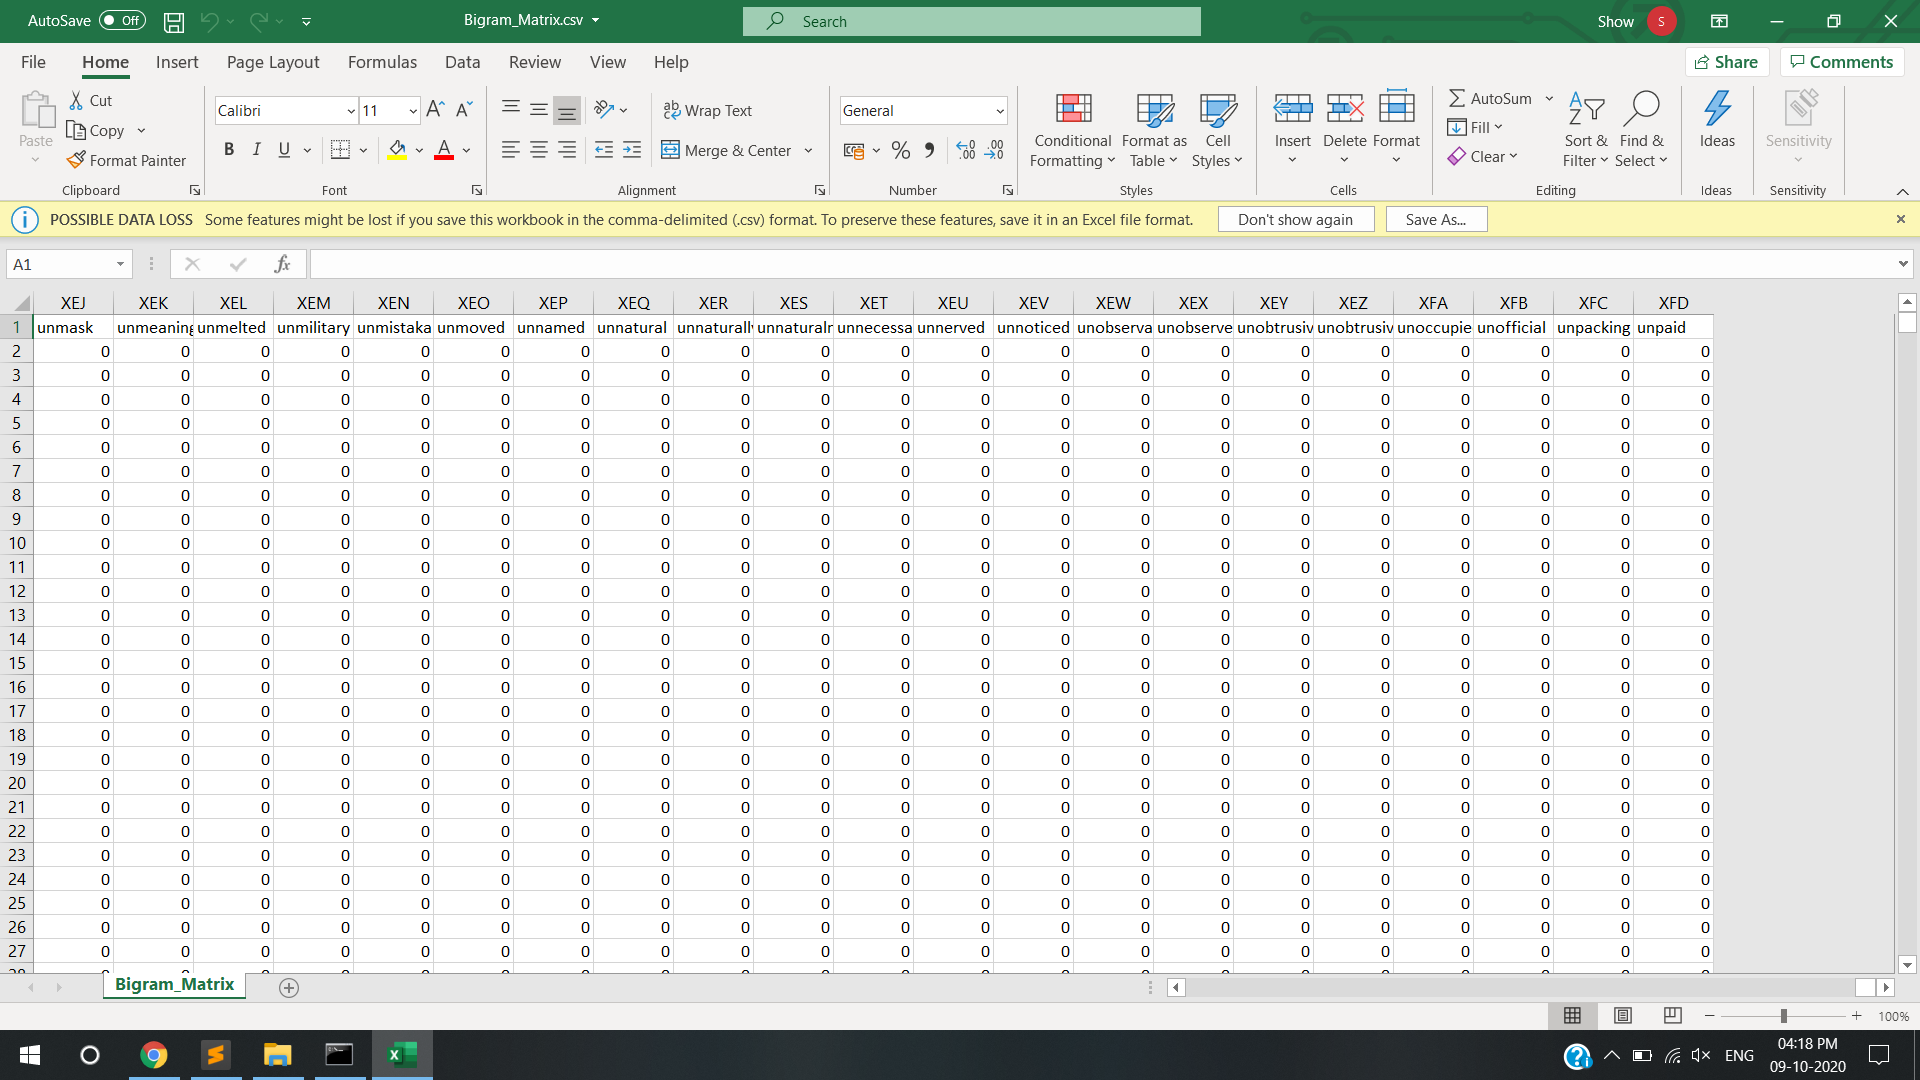 AutoSave Off Bigram_Matrix.csv Search Show S
File Home Insert Page Layout Formulas Data Review View Help Share Comments
Paste Cut Copy Format Painter Clipboard
Calibri 11 B I U A Font
Wrap Text Merge & Center Alignment
General % Number
Conditional Formatting Format as Table Cell Styles Styles
Insert Delete Format Cells
AutoSum Fill Clear Sort & Filter Find & Select Editing
Ideas Ideas
Sensitivity Sensitivity
POSSIBLE DATA LOSS Some features might be lost if you save this workbook in the comma-delimited (.csv) format. To preserve these features, save it in an Excel file format. Don't show again Save As...
A1 fx
XEJ XEK XEL XEM XEN XEO XEP XEQ XER XES XET XEU XEV XEW XEX XEY XEZ XFA XFB XFC XFD
1 unmask unmeaning unmelted unmilitary unmistaka unmoved unnamed unnatural unnaturally unnaturalr unnecessa unnerved unnoticed unobserva unobserve unobtrusiv unobtrusiv unoccupie unofficial unpacking unpaid
2 0 0 0 0 0 0 0 0 0 0 0 0 0 0 0 0 0 0 0 0 0
3 0 0 0 0 0 0 0 0 0 0 0 0 0 0 0 0 0 0 0 0 0
4 0 0 0 0 0 0 0 0 0 0 0 0 0 0 0 0 0 0 0 0 0
5 0 0 0 0 0 0 0 0 0 0 0 0 0 0 0 0 0 0 0 0 0
6 0 0 0 0 0 0 0 0 0 0 0 0 0 0 0 0 0 0 0 0 0
7 0 0 0 0 0 0 0 0 0 0 0 0 0 0 0 0 0 0 0 0 0
8 0 0 0 0 0 0 0 0 0 0 0 0 0 0 0 0 0 0 0 0 0
9 0 0 0 0 0 0 0 0 0 0 0 0 0 0 0 0 0 0 0 0 0
10 0 0 0 0 0 0 0 0 0 0 0 0 0 0 0 0 0 0 0 0 0
11 0 0 0 0 0 0 0 0 0 0 0 0 0 0 0 0 0 0 0 0 0
12 0 0 0 0 0 0 0 0 0 0 0 0 0 0 0 0 0 0 0 0 0
13 0 0 0 0 0 0 0 0 0 0 0 0 0 0 0 0 0 0 0 0 0
14 0 0 0 0 0 0 0 0 0 0 0 0 0 0 0 0 0 0 0 0 0
15 0 0 0 0 0 0 0 0 0 0 0 0 0 0 0 0 0 0 0 0 0
16 0 0 0 0 0 0 0 0 0 0 0 0 0 0 0 0 0 0 0 0 0
17 0 0 0 0 0 0 0 0 0 0 0 0 0 0 0 0 0 0 0 0 0
18 0 0 0 0 0 0 0 0 0 0 0 0 0 0 0 0 0 0 0 0 0
19 0 0 0 0 0 0 0 0 0 0 0 0 0 0 0 0 0 0 0 0 0
20 0 0 0 0 0 0 0 0 0 0 0 0 0 0 0 0 0 0 0 0 0
21 0 0 0 0 0 0 0 0 0 0 0 0 0 0 0 0 0 0 0 0 0
22 0 0 0 0 0 0 0 0 0 0 0 0 0 0 0 0 0 0 0 0 0
23 0 0 0 0 0 0 0 0 0 0 0 0 0 0 0 0 0 0 0 0 0
24 0 0 0 0 0 0 0 0 0 0 0 0 0 0 0 0 0 0 0 0 0
25 0 0 0 0 0 0 0 0 0 0 0 0 0 0 0 0 0 0 0 0 0
26 0 0 0 0 0 0 0 0 0 0 0 0 0 0 0 0 0 0 0 0 0
27 0 0 0 0 0 0 0 0 0 0 0 0 0 0 0 0 0 0 0 0 0
Bigram_Matrix
100%
ENG 04:18 PM
09-10-2020